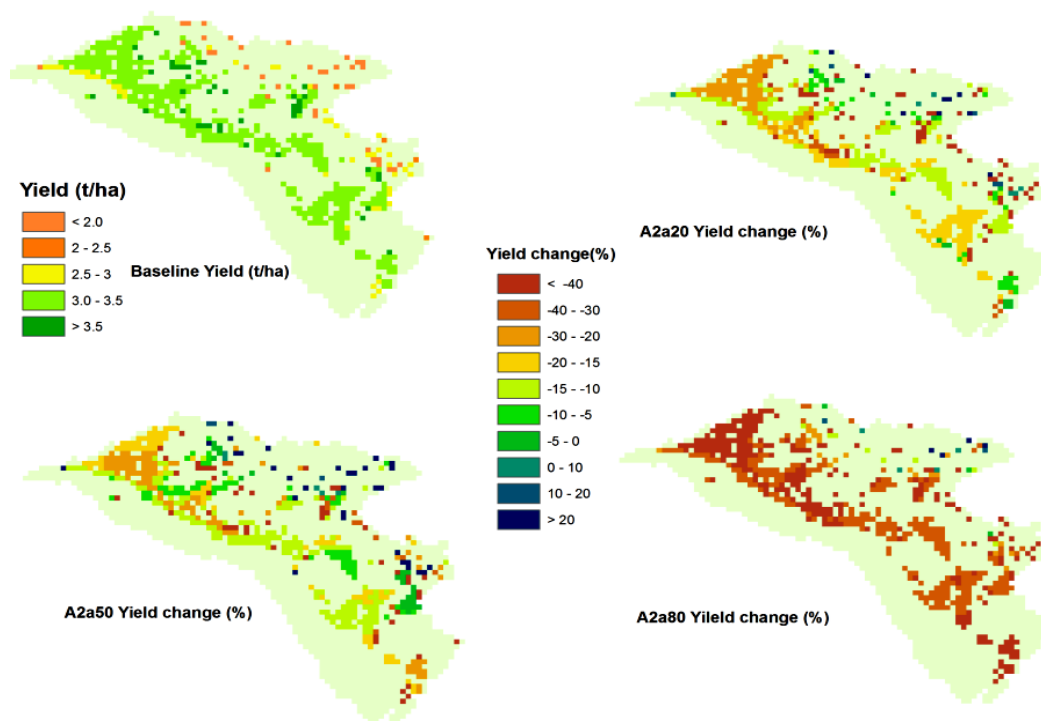 Yield (t/ha)
< 2.0
2 - 2.5
2.5 - 3
3.0 - 3.5
> 3.5
Baseline Yield (t/ha)
A2a20 Yield change (%)
Yield change(%)
< -40
-40 - -30
-30 - -20
-20 - -15
-15 - -10
-10 - -5
-5 - 0
0 - 10
10 - 20
> 20
A2a50 Yield change (%)
A2a80 Yileld change (%)